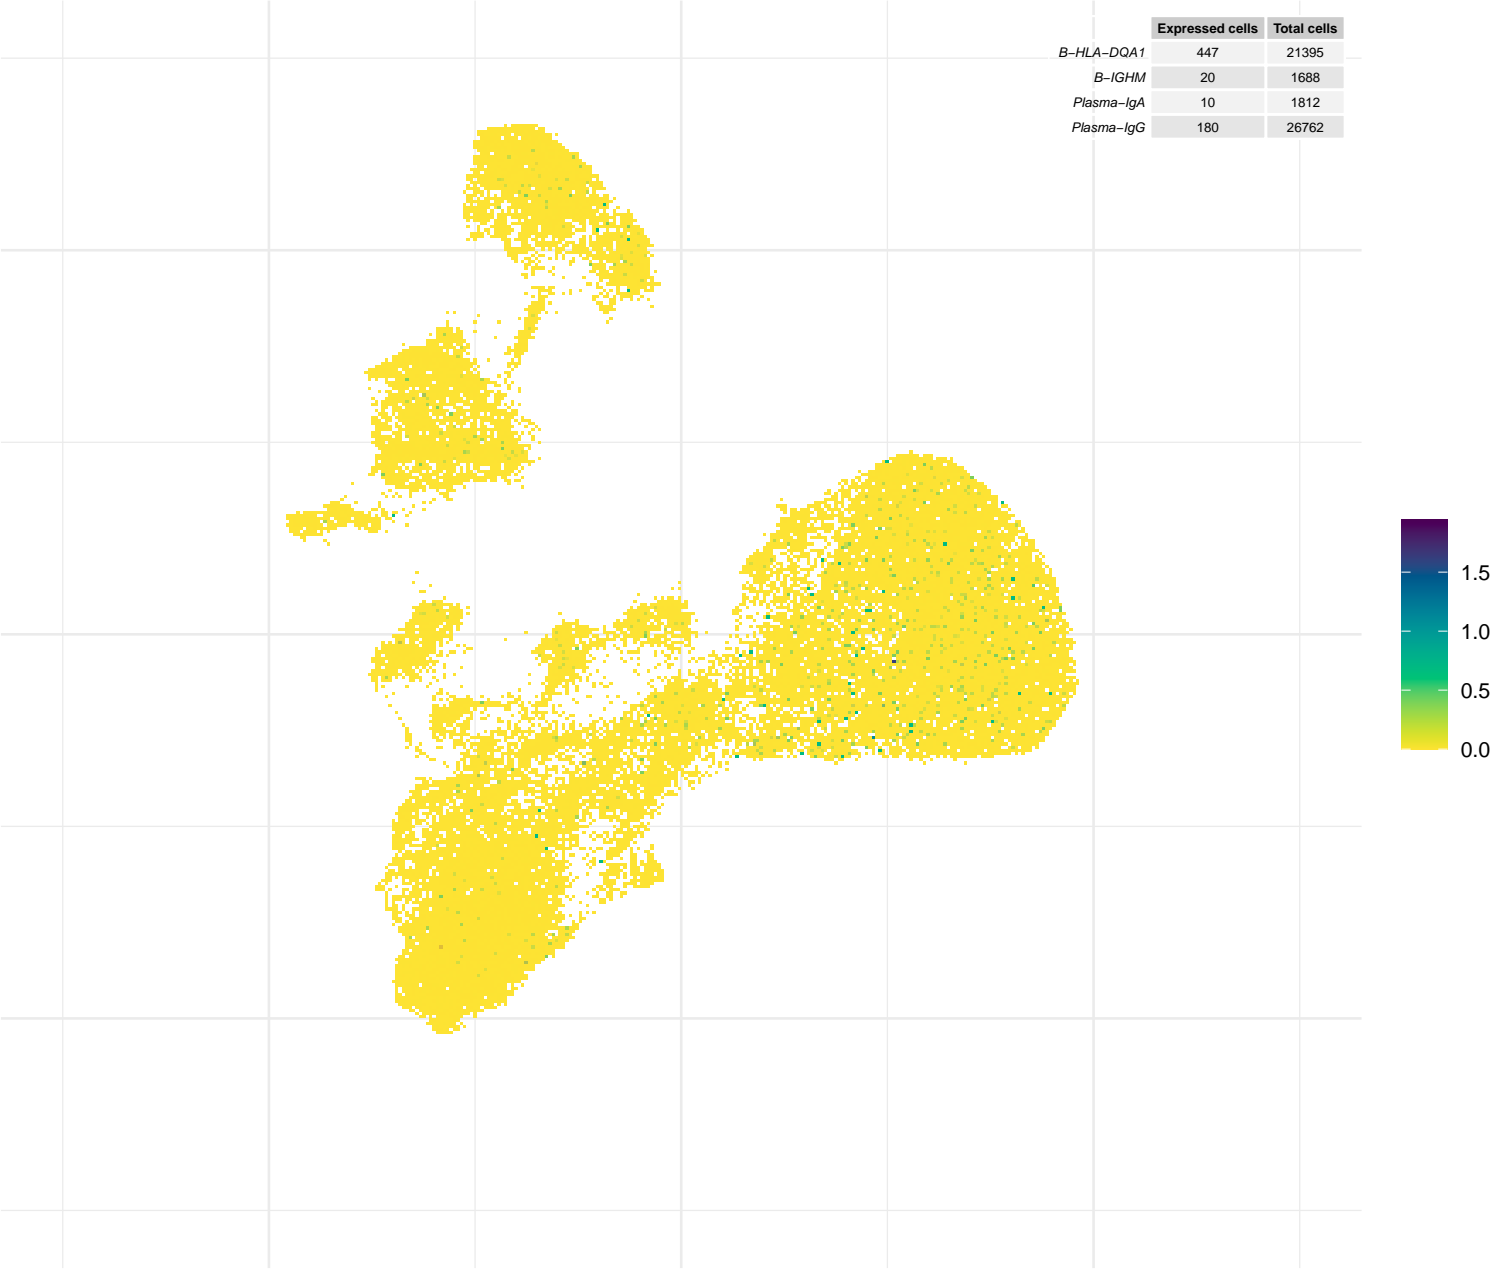 Expressed cells Total cells
B−HLA−DQA1 447 21395
B−IGHM 20 1688
Plasma−IgA 10 1812
Plasma−IgG 180 26762
1.5
1.0
0.5
0.0